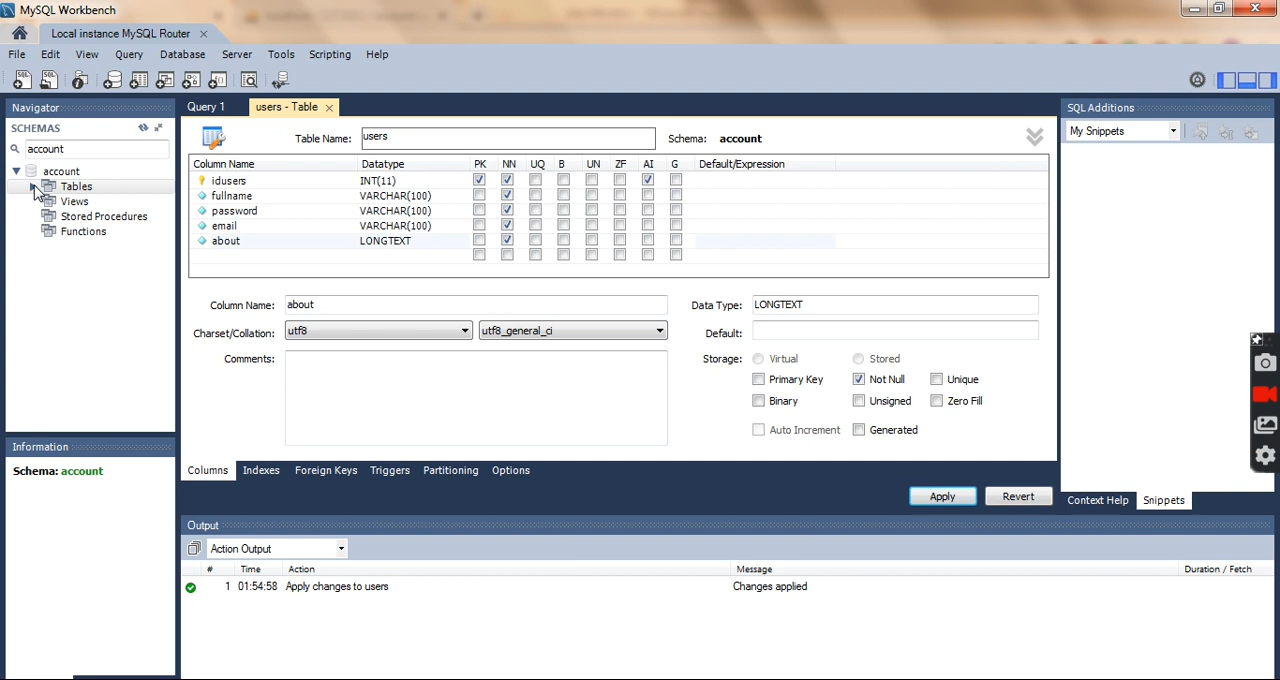 MySQL Workbench
Local instance MySQL Router
File Edit View Query Database Server Tools Scripting Help
Navigator
SCHEMAS
account
account
Tables
Views
Stored Procedures
Functions
Information
Schema: account
Query 1 users - Table
Table Name: users Schema: account
Column Name Datatype PK NN UQ B UN ZF AI G Default/Expression
idusers INT(11)
fullname VARCHAR(100)
password VARCHAR(100)
email VARCHAR(100)
about LONGTEXT
Column Name: about Data Type: LONGTEXT
Charset/Collation: utf8 utf8_general_ci Default:
Comments: Storage: Virtual Stored
Primary Key Not Null Unique
Binary Unsigned Zero Fill
Auto Increment Generated
Columns Indexes Foreign Keys Triggers Partitioning Options
Apply Revert
Output
Action Output
# Time Action Message Duration / Fetch
1 01:54:58 Apply changes to users Changes applied
SQL Additions
My Snippets
Context Help Snippets